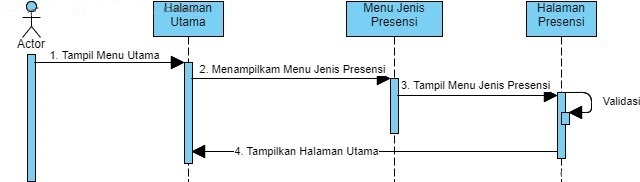 Halaman
Utama
Menu Jenis
Presensi
Halaman
Presensi
Actor
1. Tampil Menu Utama
2. Menampilkam Menu Jenis Presensi
3. Tampil Menu Jenis Presensi
Validasi
4. Tampilkan Halaman Utama